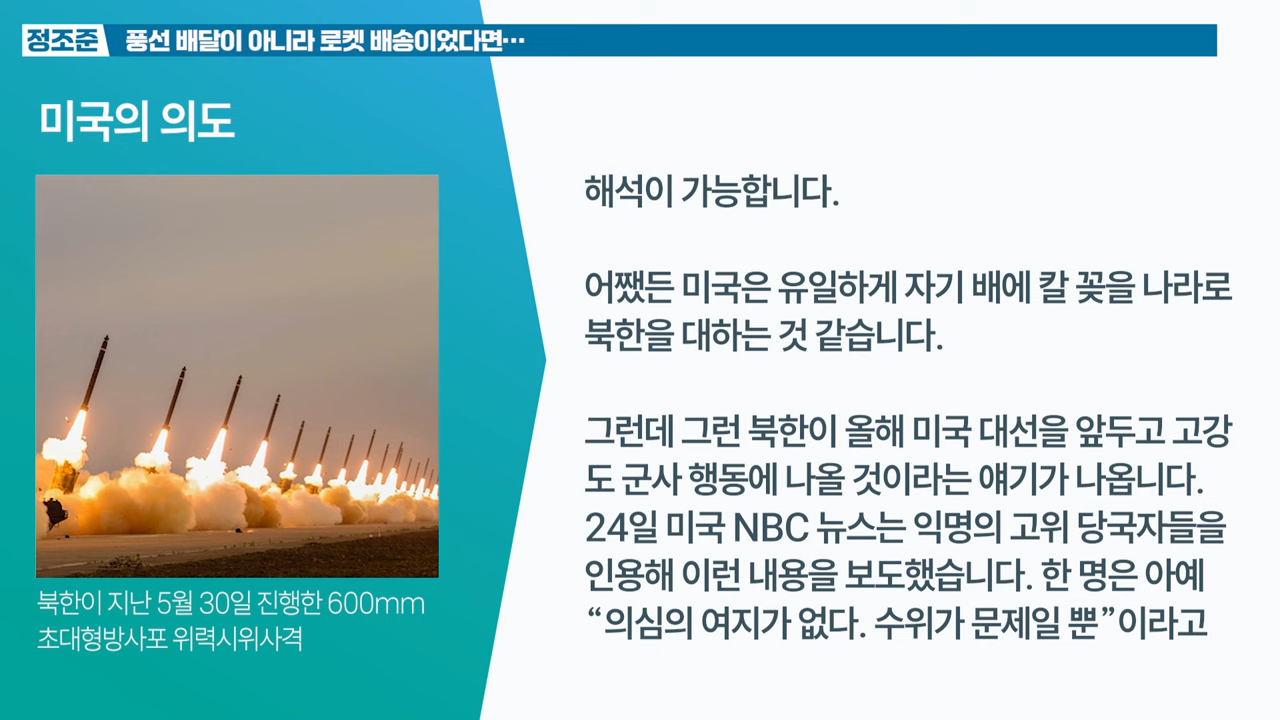 정조준
풍선 배달이 아니라 로켓 배송이었다면…
미국의 의도
북한이 지난 5월 30일 진행한 600mm
초대형방사포 위력시위사격
해석이 가능합니다.
어쨌든 미국은 유일하게 자기 배에 칼 꽂을 나라로
북한을 대하는 것 같습니다.
그런데 그런 북한이 올해 미국 대선을 앞두고 고강
도 군사 행동에 나올 것이라는 얘기가 나옵니다.
24일 미국 NBC 뉴스는 익명의 고위 당국자들을
인용해 이런 내용을 보도했습니다. 한 명은 아예
“의심의 여지가 없다. 수위가 문제일 뿐”이라고